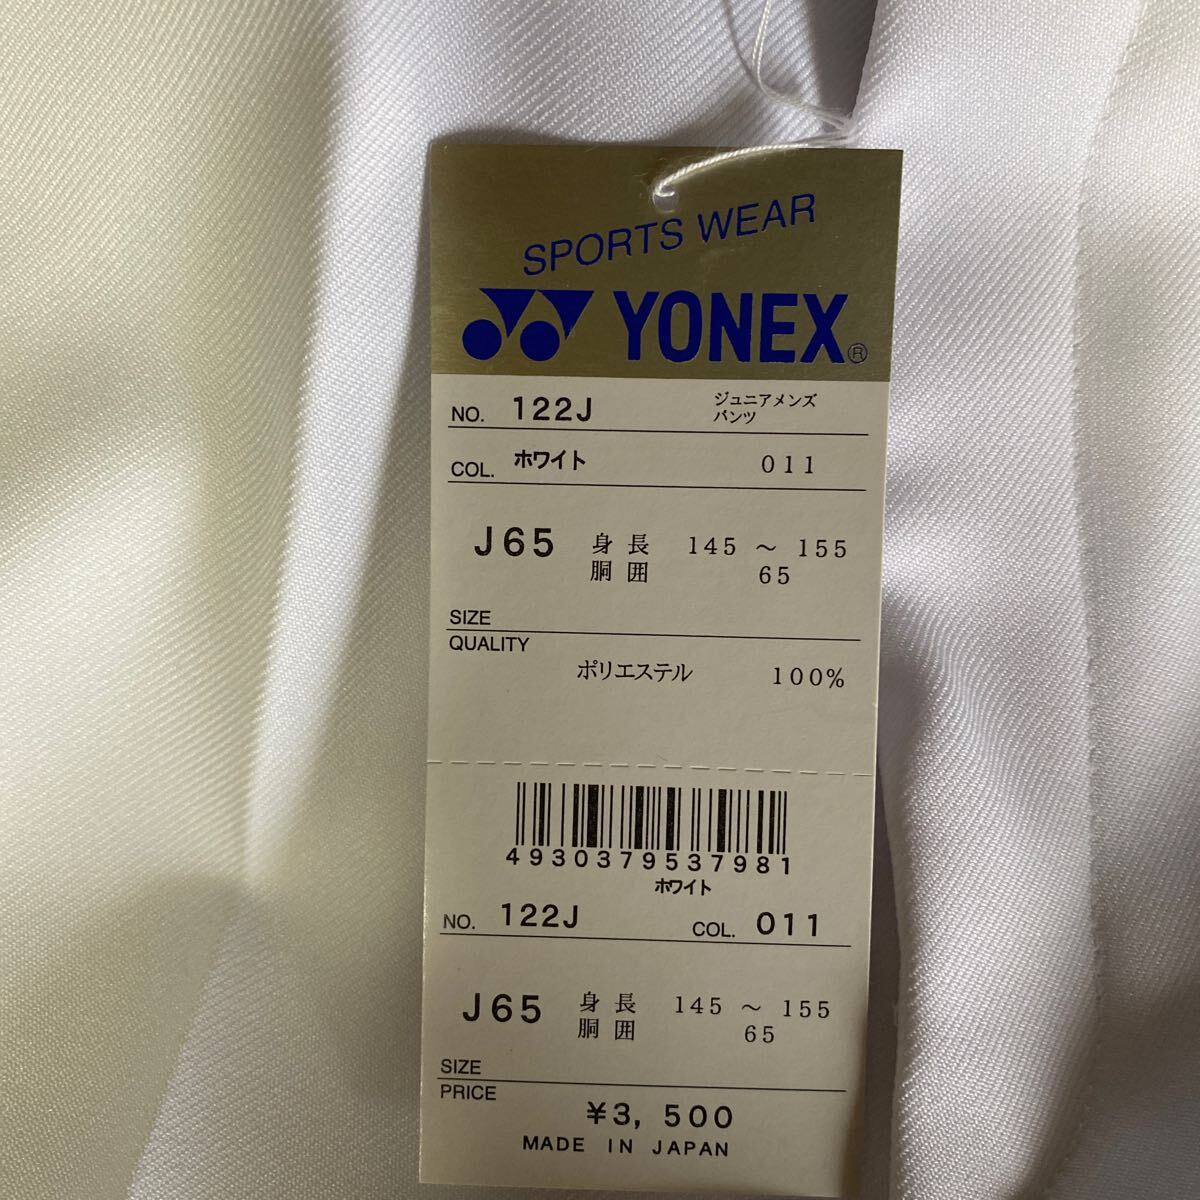 SPORTS WEAR
YONEX®
NO. 122J ジュニアメンズ
パンツ
COL. ホワイト 011
J65 身長 145 ～ 155
胴囲 65
SIZE
QUALITY
ポリエステル 100%
4930379537981
ホワイト
NO. 122J COL. 011
J65 身長 145 ～ 155
胴囲 65
SIZE
PRICE
¥3,500
MADE IN JAPAN